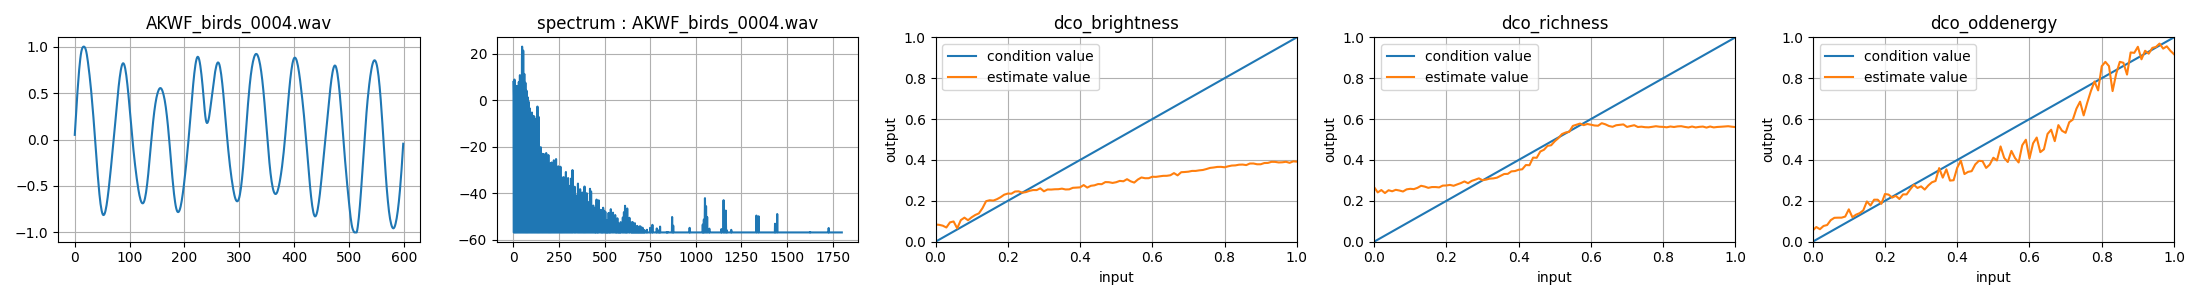 AKWF_birds_0004.wav
1.0
0.5
0.0
−0.5
−1.0
0 100 200 300 400 500 600
spectrum : AKWF_birds_0004.wav
20
0
−20
−40
−60
0 250 500 750 1000 1250 1500 1750
dco_brightness
condition value
estimate value
output
1.0
0.8
0.6
0.4
0.2
0.0
0.0 0.2 0.4 0.6 0.8 1.0
input
dco_richness
condition value
estimate value
output
1.0
0.8
0.6
0.4
0.2
0.0
0.0 0.2 0.4 0.6 0.8 1.0
input
dco_oddenergy
condition value
estimate value
output
1.0
0.8
0.6
0.4
0.2
0.0
0.0 0.2 0.4 0.6 0.8 1.0
input